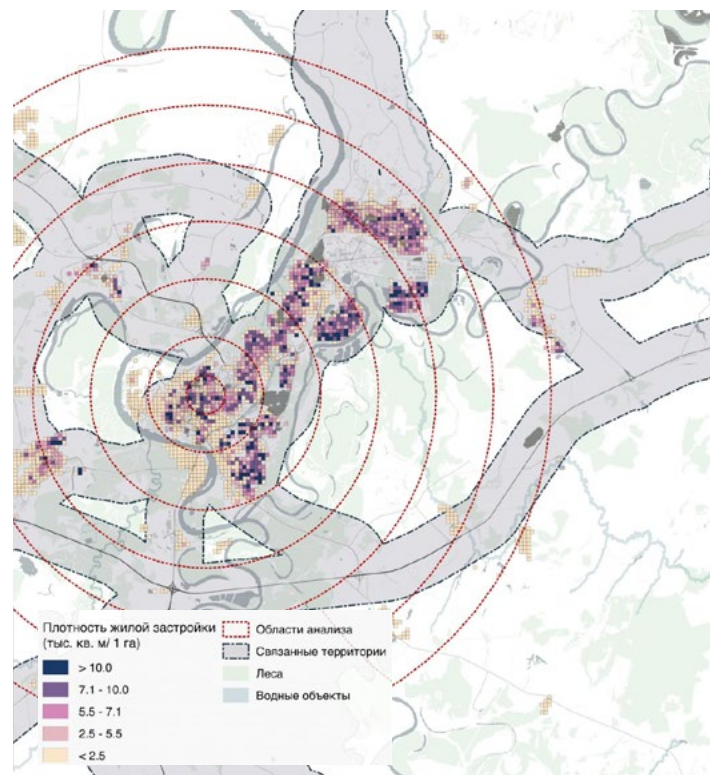 Плотность жилой застройки
(тыс. кв. м/ 1 га)
> 10.0
7.1 - 10.0
5.5 - 7.1
2.5 - 5.5
< 2.5
Области анализа
Связанные территории
Леса
Водные объекты